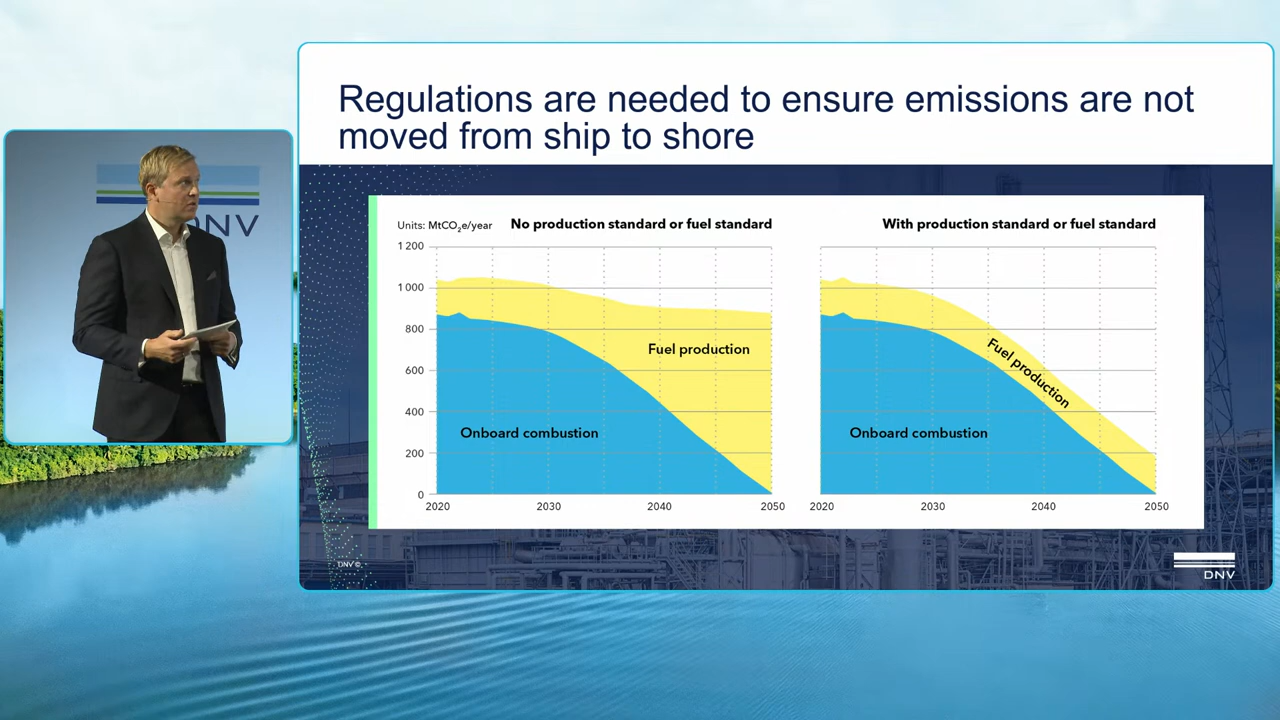 Regulations are needed to ensure emissions are not
moved from ship to shore
DNV
Units: MtCO₂e/year
No production standard or fuel standard
1 200
1 000
800
600
400
200
0
Fuel production
Onboard combustion
2020
2030
2040
2050
With production standard or fuel standard
Fuel production
Onboard combustion
2020
2030
2040
2050
DNV ©
DNV